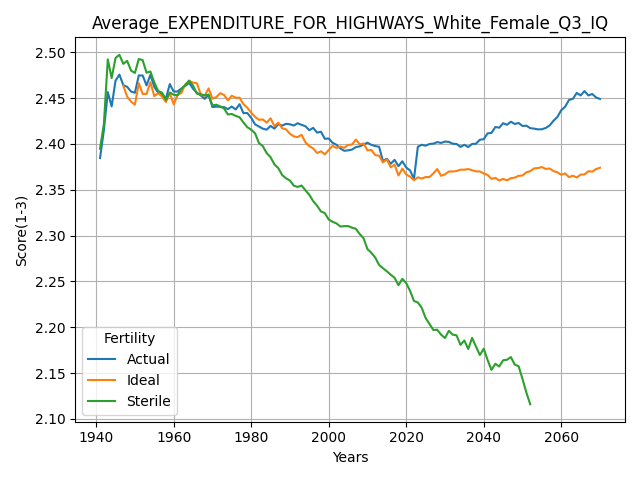 Average_EXPENDITURE_FOR_HIGHWAYS_White_Female_Q3_IQ
2.50
2.45
2.40
2.35
2.30
2.25
2.20
2.15
2.10
Score(1-3)
Fertility
Actual
Ideal
Sterile
1940 1960 1980 2000 2020 2040 2060
Years